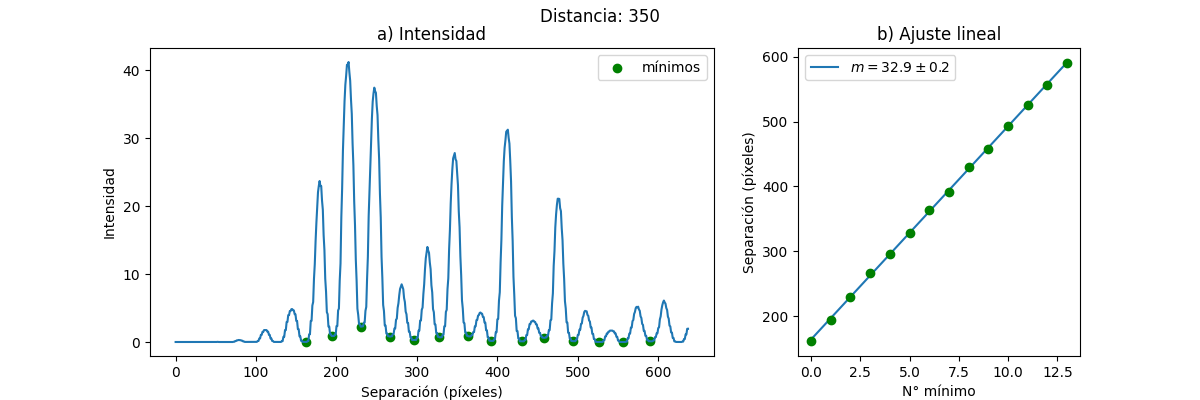 Distancia: 350
a) Intensidad
Intensidad
40
30
20
10
0
mínimos
0 100 200 300 400 500 600
Separación (píxeles)
b) Ajuste lineal
Separación (píxeles)
600
500
400
300
200
m = 32.9 ± 0.2
0.0 2.5 5.0 7.5 10.0 12.5
N° mínimo